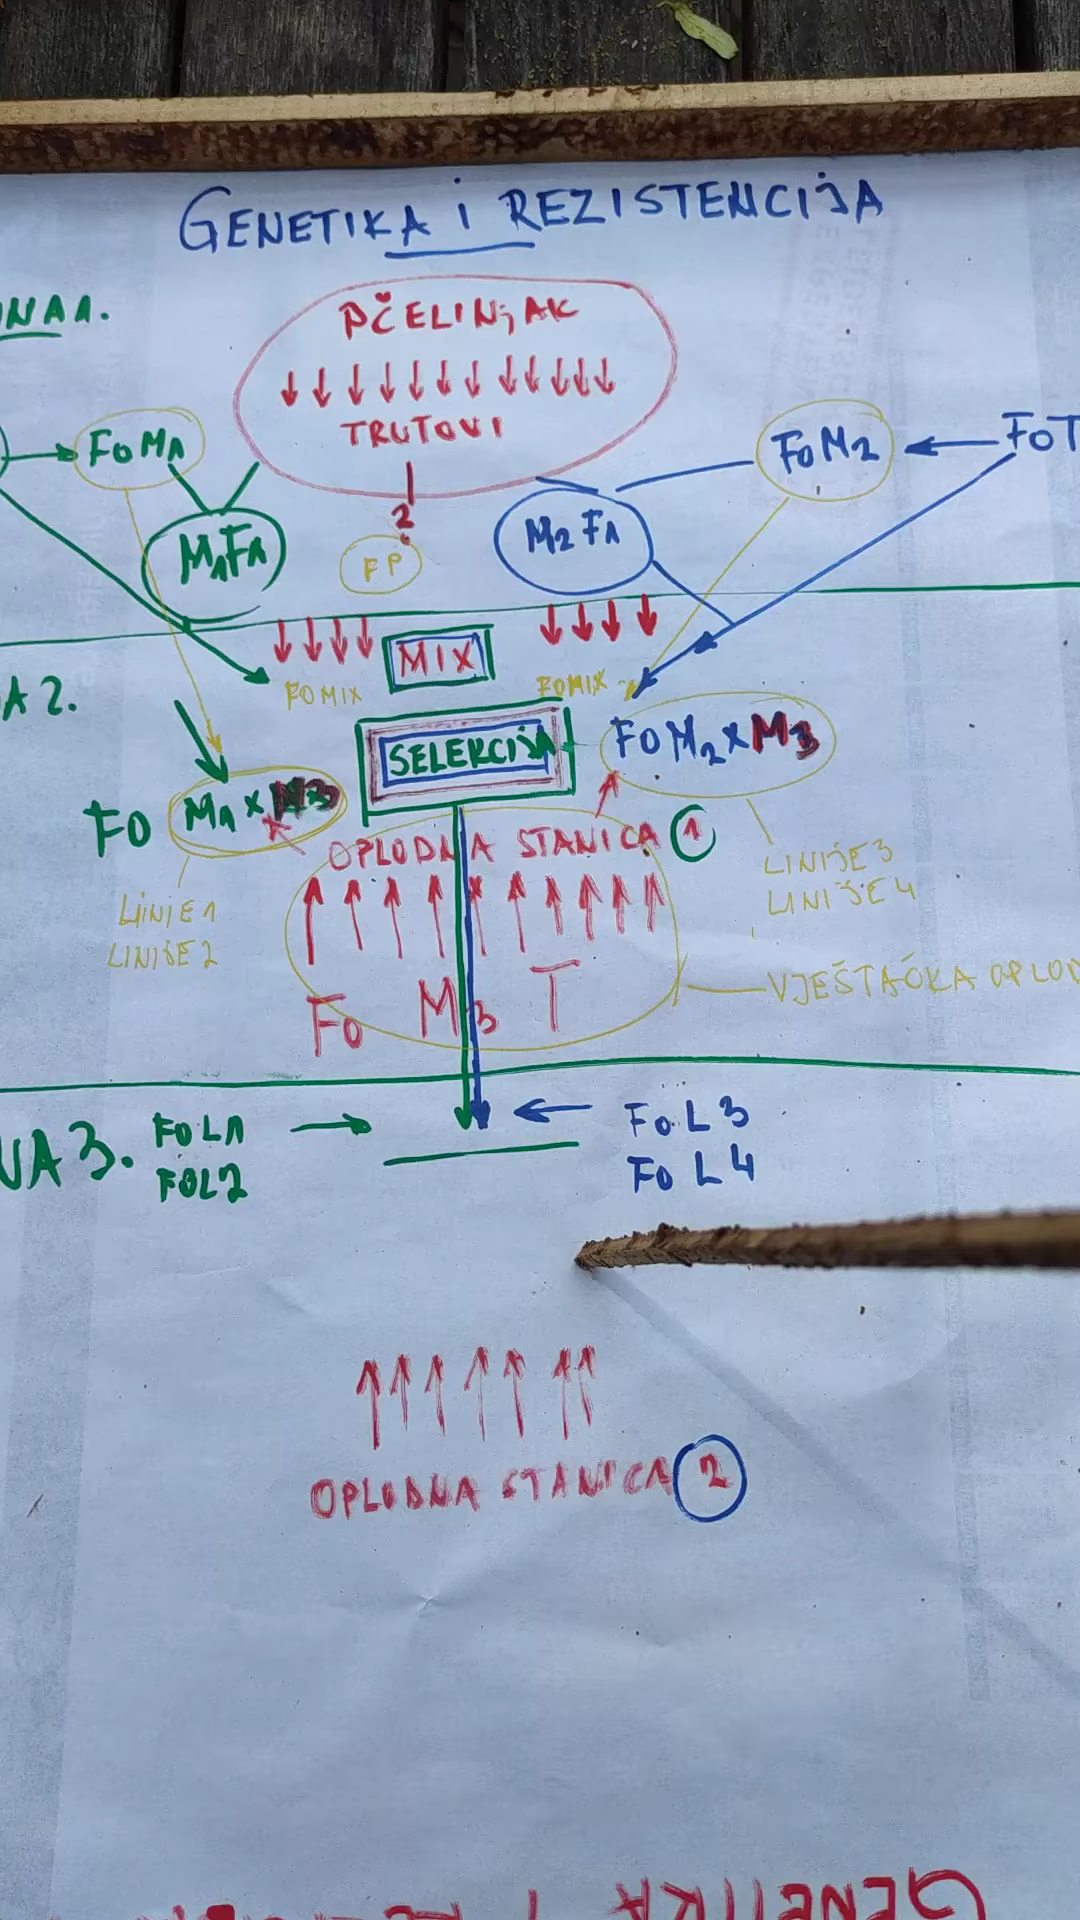 GENETIKA i REZISTENCIJA
PČELINJAK
TRUTOVI
FOM1
FOM2
FOT
?
M1F1
FP
M2F1
MIX
FOMIX
FOMIX
A 2.
SELEKCIJA
FOM2xM3
FO M1xM3
OPLODNA STANICA 1
LINIJE 1
LINIJE 2
LINIJE 3
LINIJE 4
FO M3 T
VJEŠTAČKA OPLOD
VA 3.
FOL1
FOL2
FOL3
FOL4
OPLODNA STANICA 2
GENETIKA